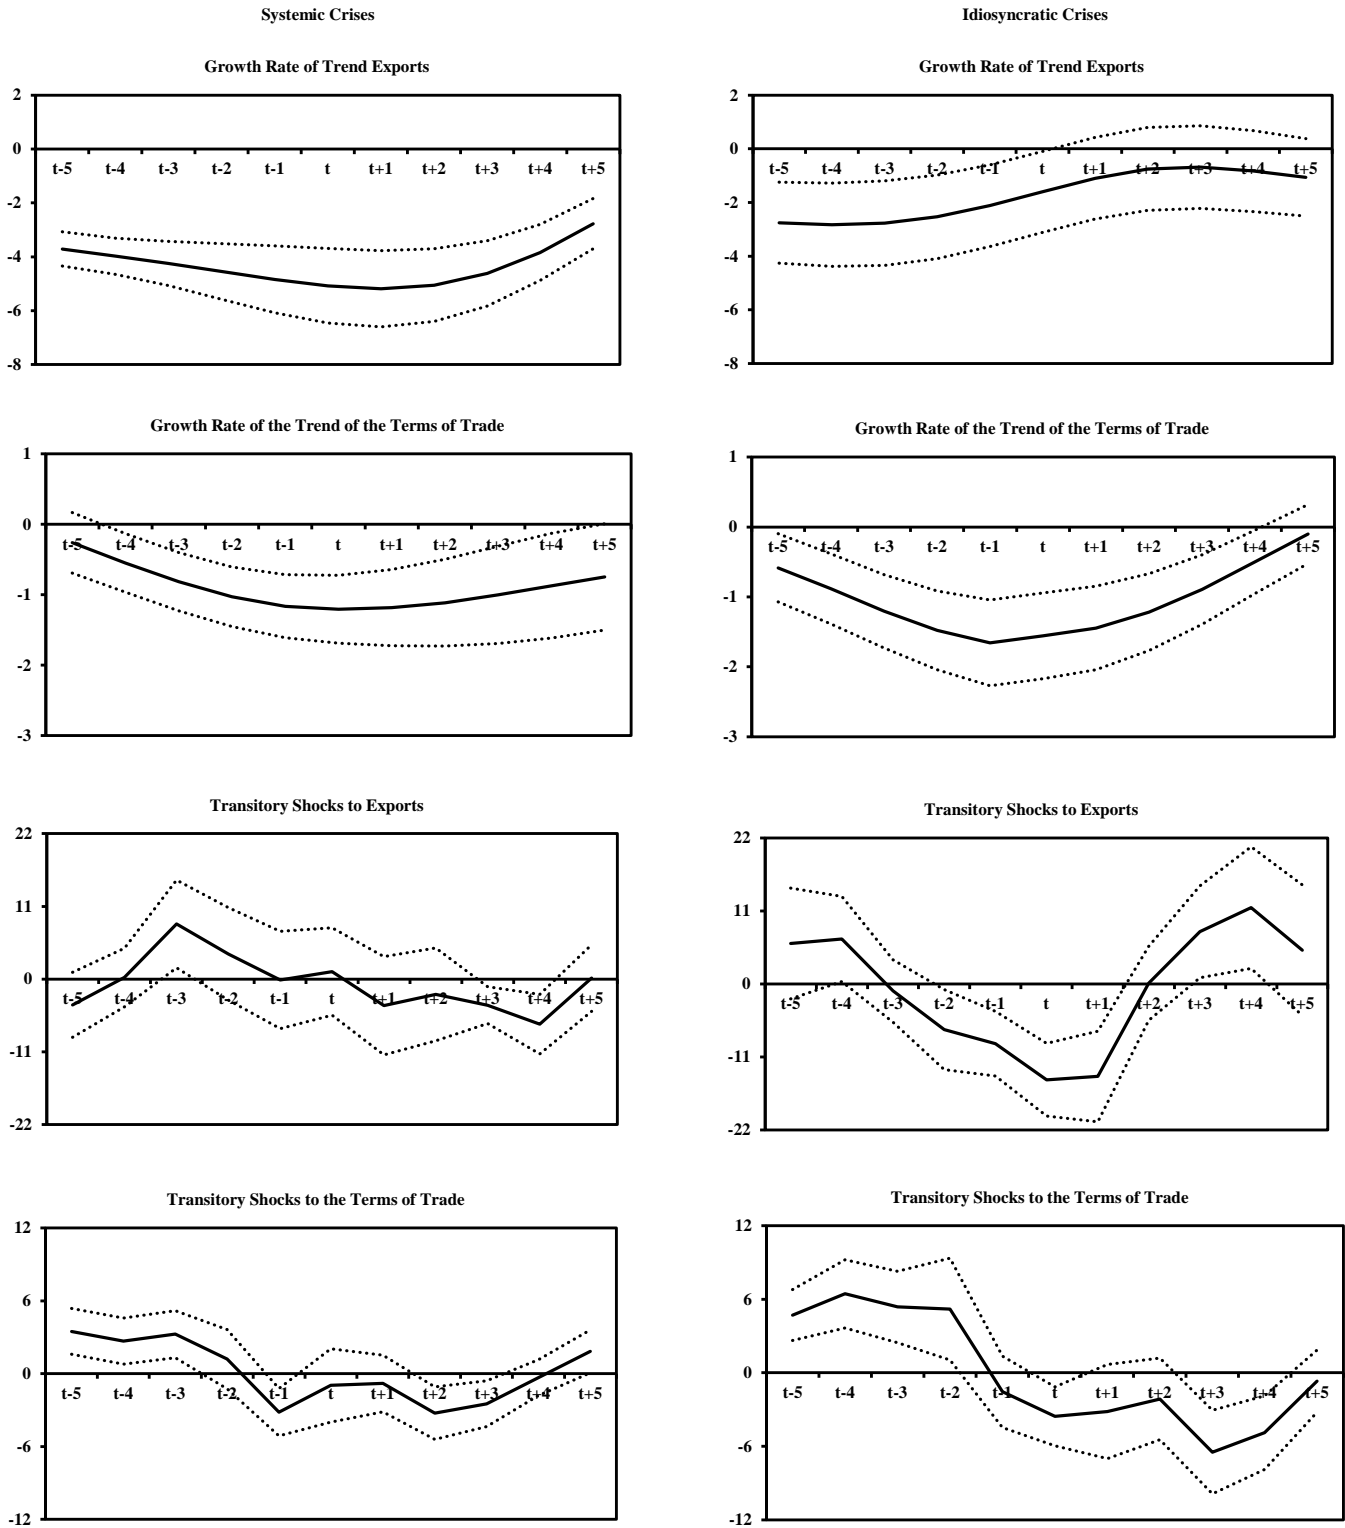 Systemic Crises
Idiosyncratic Crises
Growth Rate of Trend Exports
2
0
-2
-4
-6
-8
t-5 t-4 t-3 t-2 t-1 t t+1 t+2 t+3 t+4 t+5
Growth Rate of Trend Exports
2
0
-2
-4
-6
-8
t-5 t-4 t-3 t-2 t-1 t t+1 t+2 t+3 t+4 t+5
Growth Rate of the Trend of the Terms of Trade
1
0
-1
-2
-3
t-5 t-4 t-3 t-2 t-1 t t+1 t+2 t+3 t+4 t+5
Growth Rate of the Trend of the Terms of Trade
1
0
-1
-2
-3
t-5 t-4 t-3 t-2 t-1 t t+1 t+2 t+3 t+4 t+5
Transitory Shocks to Exports
22
11
0
-11
-22
t-5 t-4 t-3 t-2 t-1 t t+1 t+2 t+3 t+4 t+5
Transitory Shocks to Exports
22
11
0
-11
-22
t-5 t-4 t-3 t-2 t-1 t t+1 t+2 t+3 t+4 t+5
Transitory Shocks to the Terms of Trade
12
6
0
-6
-12
t-5 t-4 t-3 t-2 t-1 t t+1 t+2 t+3 t+4 t+5
Transitory Shocks to the Terms of Trade
12
6
0
-6
-12
t-5 t-4 t-3 t-2 t-1 t t+1 t+2 t+3 t+4 t+5